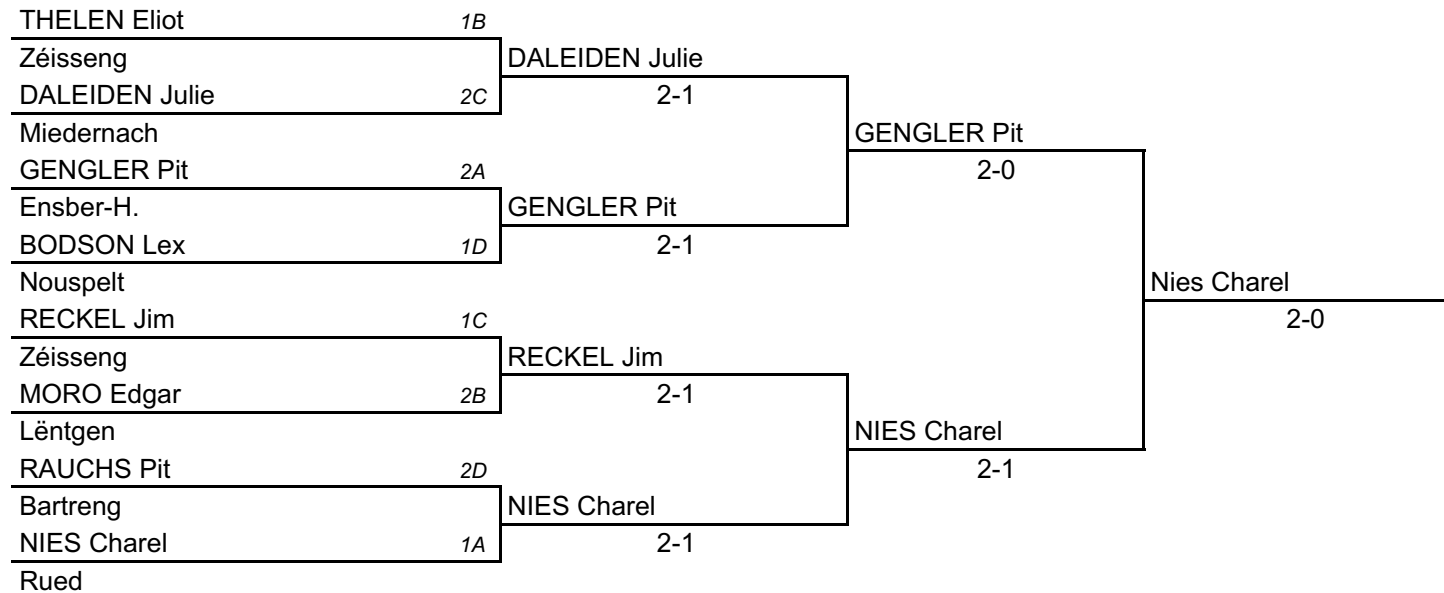 THELEN Eliot 1B
Zéisseng DALEIDEN Julie
DALEIDEN Julie 2C 2-1
Miedernach GENGLER Pit
GENGLER Pit 2A 2-0
Ensber-H. GENGLER Pit
BODSON Lex 1D 2-1
Nouspelt Nies Charel
RECKEL Jim 1C 2-0
Zéisseng RECKEL Jim
MORO Edgar 2B 2-1
Lëntgen NIES Charel
RAUCHS Pit 2D 2-1
Bartreng NIES Charel
NIES Charel 1A 2-1
Rued